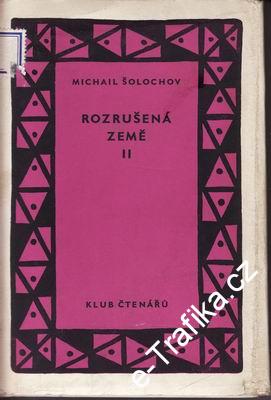 MICHAIL ŠOLOCHOV
ROZRUŠENÁ
ZEMĚ
II
KLUB ČTENÁŘŮ
e-Trafika.cz